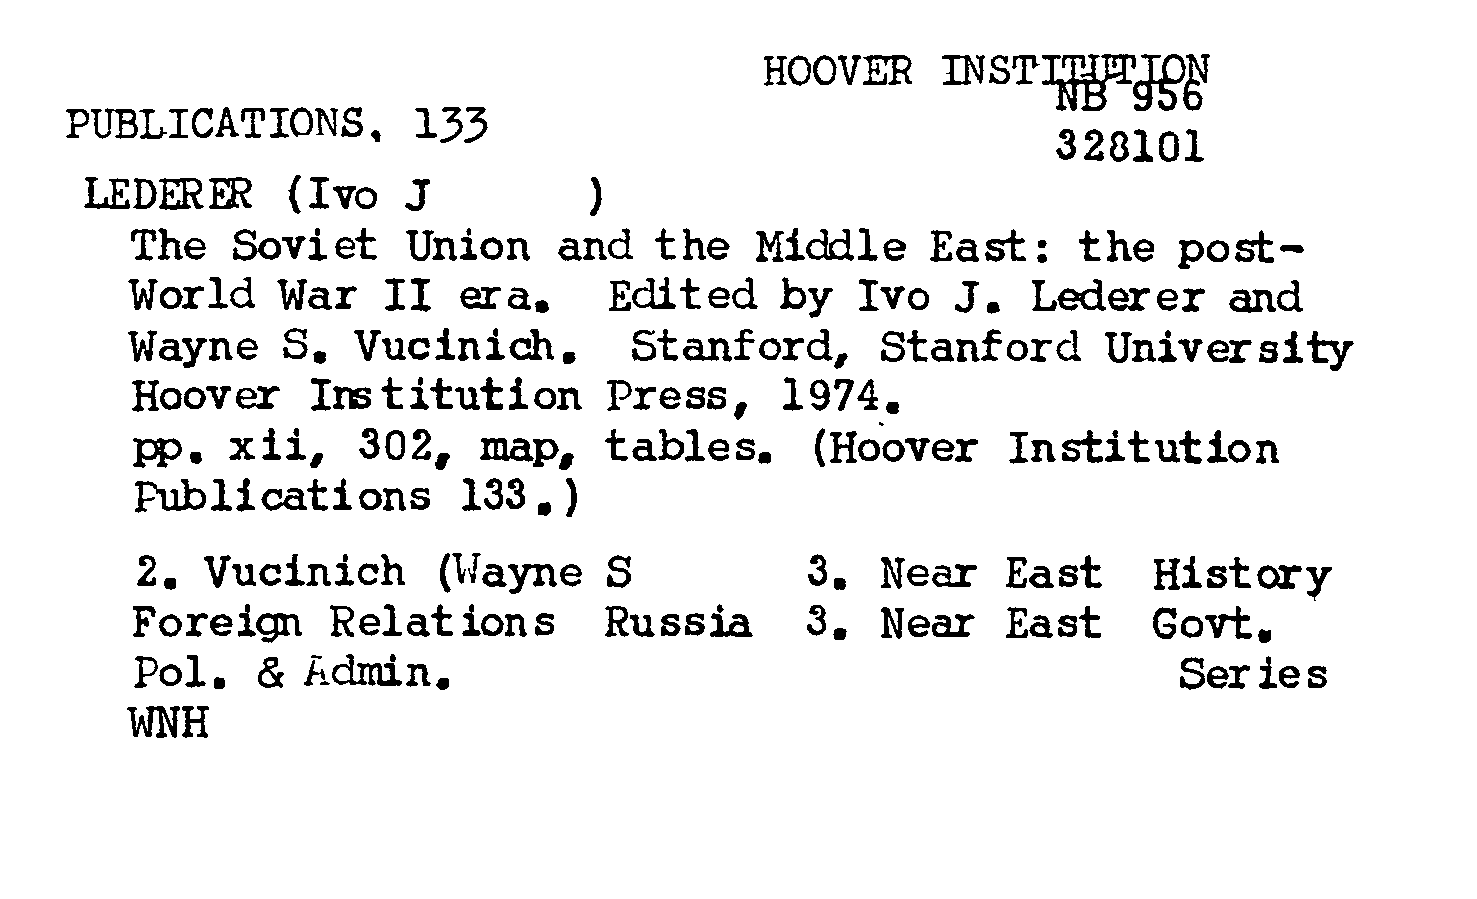 HOOVER INSTITUTION
NB 956
PUBLICATIONS, 133
328101
LEDERER (Ivo J )
The Soviet Union and the Middle East: the post-
World War II era. Edited by Ivo J. Lederer and
Wayne S. Vucinich. Stanford, Stanford University
Hoover Institution Press, 1974.
pp. xii, 302, map, tables. (Hoover Institution
Publications 133.)
2. Vucinich (Wayne S 3. Near East History
Foreign Relations Russia 3. Near East Govt.
Pol. & Admin. Series
WNH